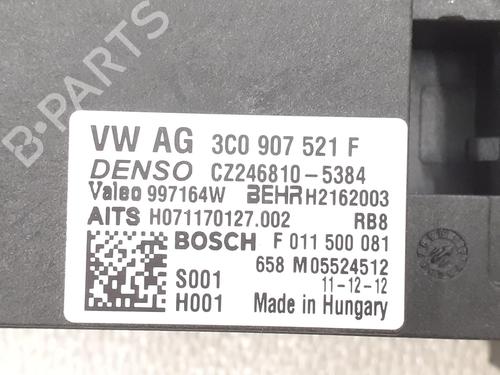 VW AG 3C0 907 521 F
DENSO CZ246810-5384
Valeo 997164W BEHR H2162003
AITS H071170127.002 RB8
BOSCH F 011 500 081
658 M05524512
S001 11-12-12
H001 Made in Hungary
B-PARTS